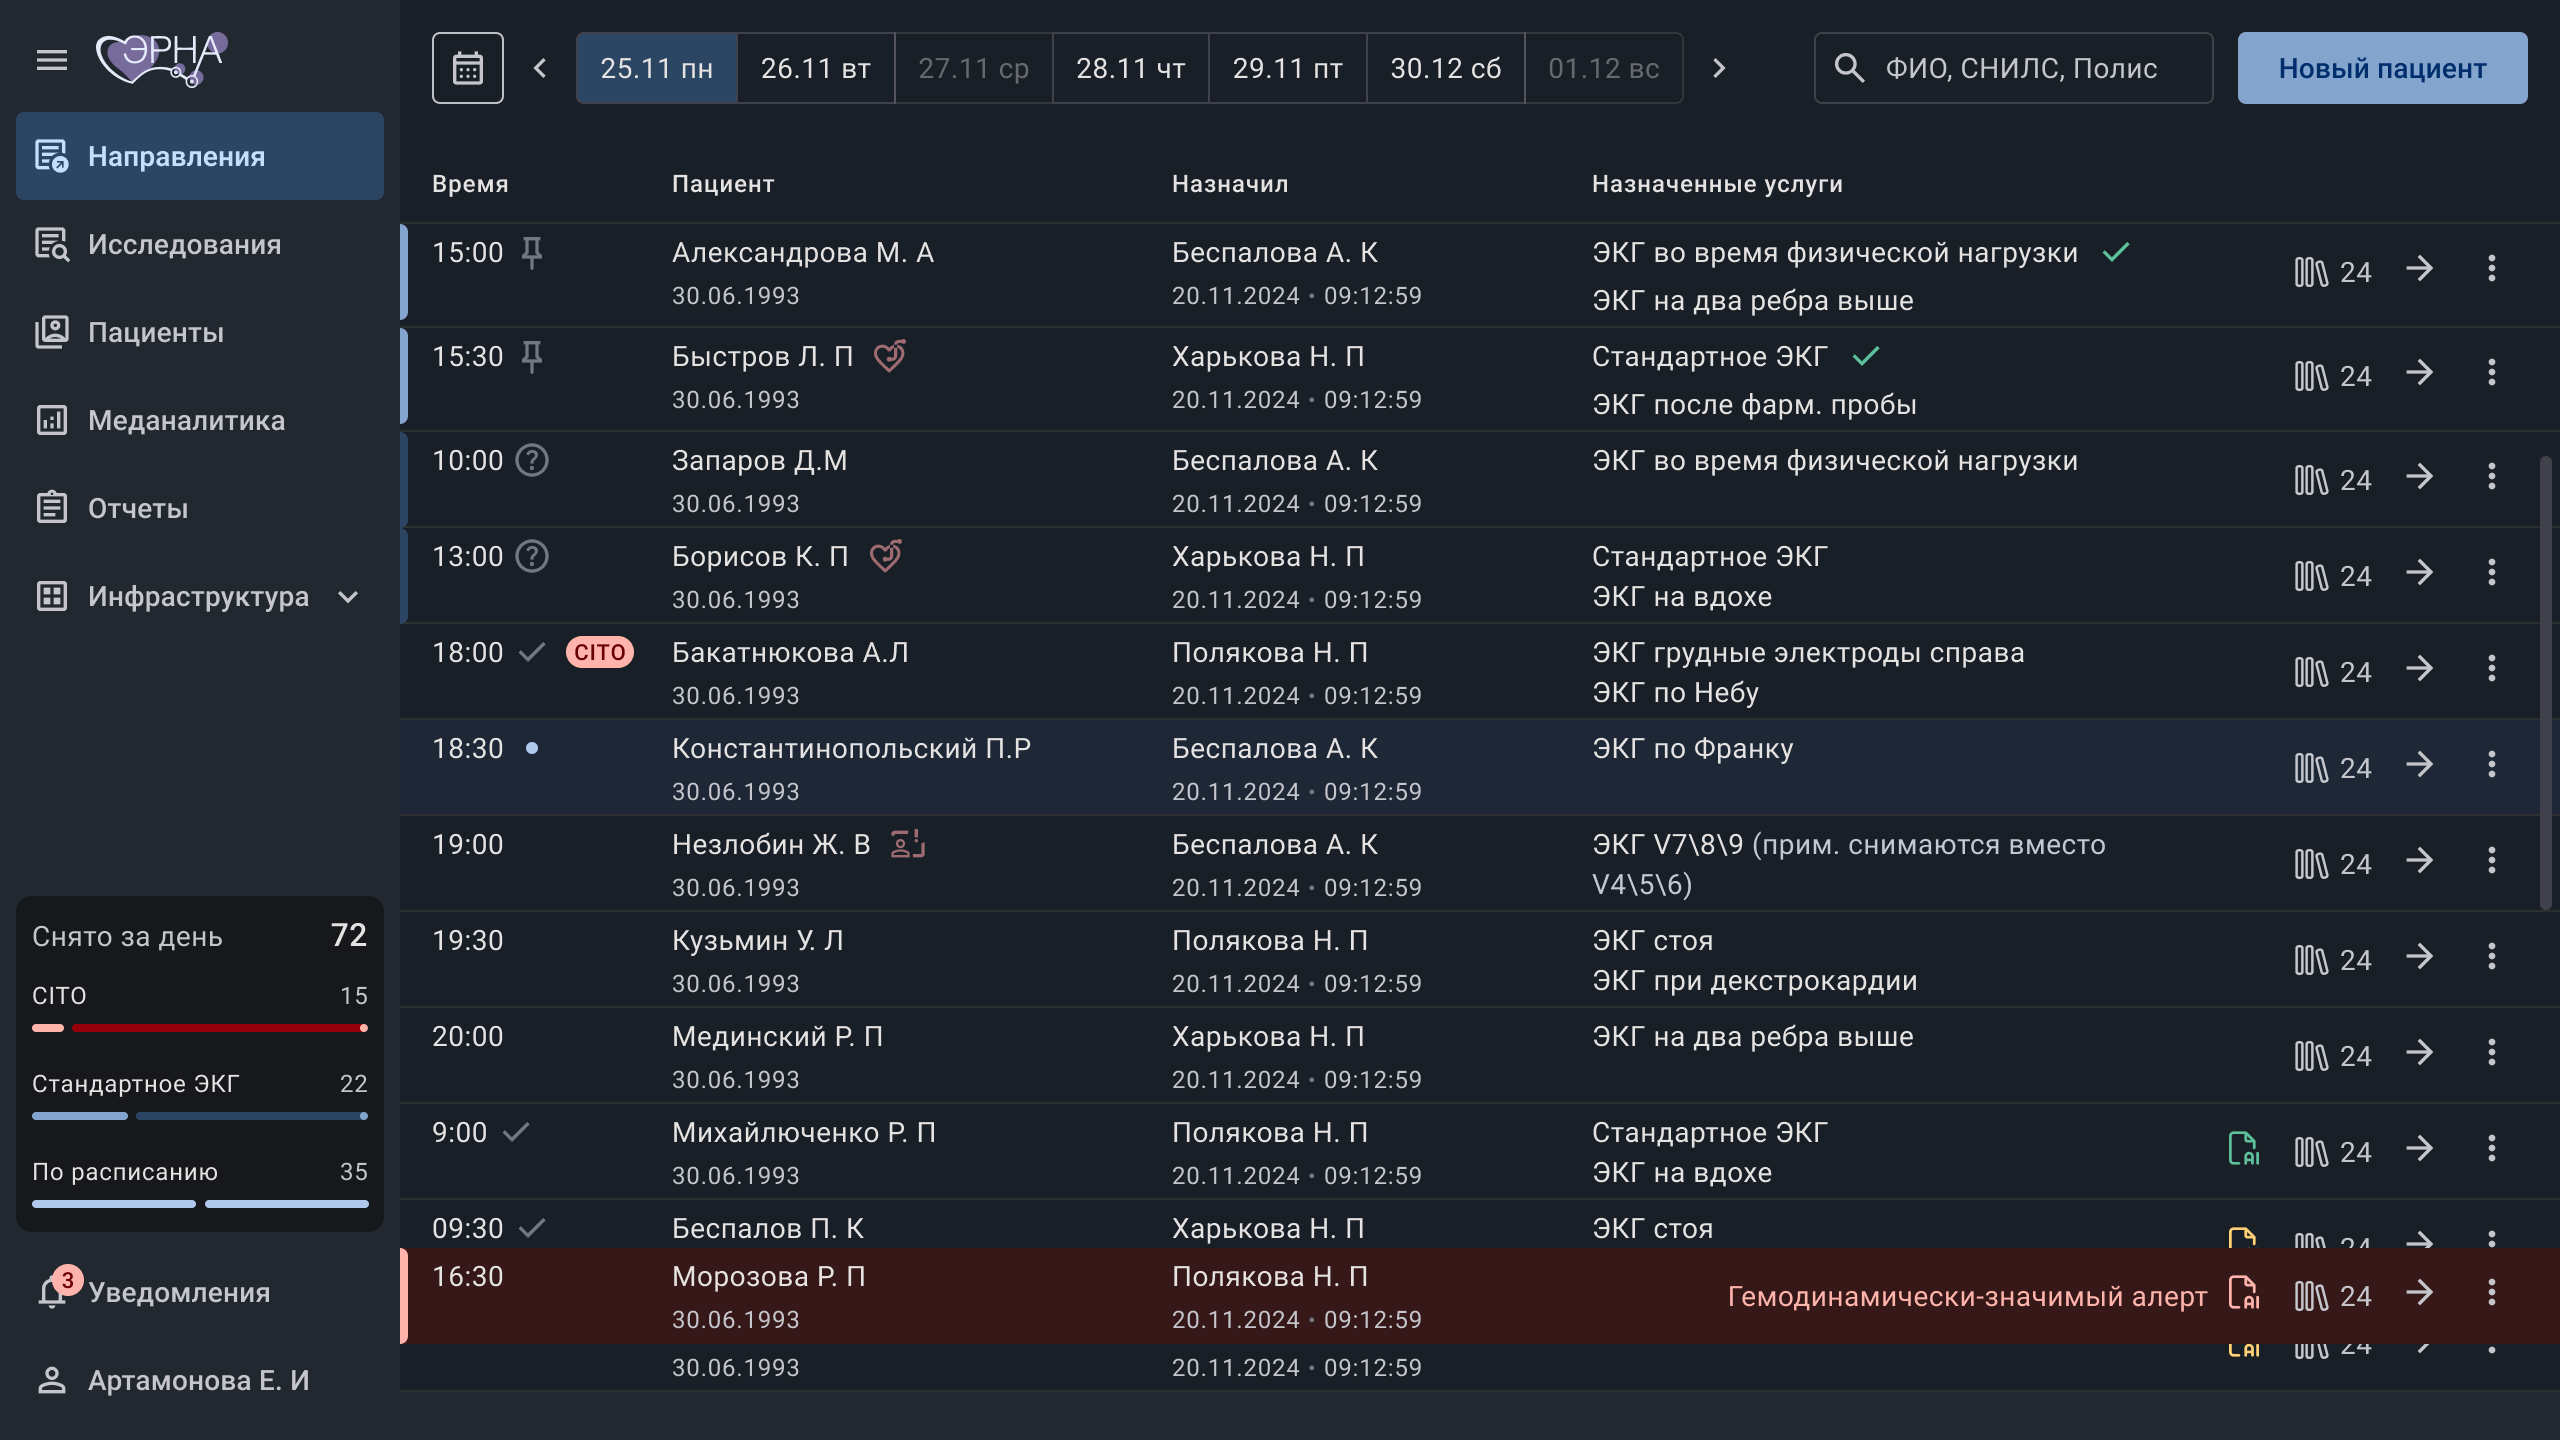 ЭРНА
Направления
Исследования
Пациенты
Меданалитика
Отчеты
Инфраструктура
Снято за день 72
CITO 15
Стандартное ЭКГ 22
По расписанию 35
3
Уведомления
Артамонова Е. И
25.11 пн 26.11 вт 27.11 ср 28.11 чт 29.11 пт 30.12 сб 01.12 вс
ФИО, СНИЛС, Полис
Новый пациент
Время Пациент Назначил Назначенные услуги
15:00 Александрова М. А Беспалова А. К ЭКГ во время физической нагрузки 24
30.06.1993 20.11.2024 • 09:12:59 ЭКГ на два ребра выше
15:30 Быстров Л. П Харькова Н. П Стандартное ЭКГ 24
30.06.1993 20.11.2024 • 09:12:59 ЭКГ после фарм. пробы
10:00 ? Запаров Д.М Беспалова А. К ЭКГ во время физической нагрузки 24
30.06.1993 20.11.2024 • 09:12:59
13:00 ? Борисов К. П Харькова Н. П Стандартное ЭКГ 24
30.06.1993 20.11.2024 • 09:12:59 ЭКГ на вдохе
18:00 CITO Бакатнюкова А.Л Полякова Н. П ЭКГ грудные электроды справа 24
30.06.1993 20.11.2024 • 09:12:59 ЭКГ по Небу
18:30 Константинопольский П.Р Беспалова А. К ЭКГ по Франку 24
30.06.1993 20.11.2024 • 09:12:59
19:00 Незлобин Ж. В Беспалова А. К ЭКГ V7\8\9 (прим. снимаются вместо 24
30.06.1993 20.11.2024 • 09:12:59 V4\5\6)
19:30 Кузьмин У. Л Полякова Н. П ЭКГ стоя 24
30.06.1993 20.11.2024 • 09:12:59 ЭКГ при декстрокардии
20:00 Мединский Р. П Харькова Н. П ЭКГ на два ребра выше 24
30.06.1993 20.11.2024 • 09:12:59
9:00 Михайлюченко Р. П Полякова Н. П Стандартное ЭКГ AI 24
30.06.1993 20.11.2024 • 09:12:59 ЭКГ на вдохе
09:30 Беспалов П. К Харькова Н. П ЭКГ стоя 24
16:30 Морозова Р. П Полякова Н. П Гемодинамически-значимый алерт AI 24
30.06.1993 20.11.2024 • 09:12:59
30.06.1993 20.11.2024 • 09:12:59 AI 24